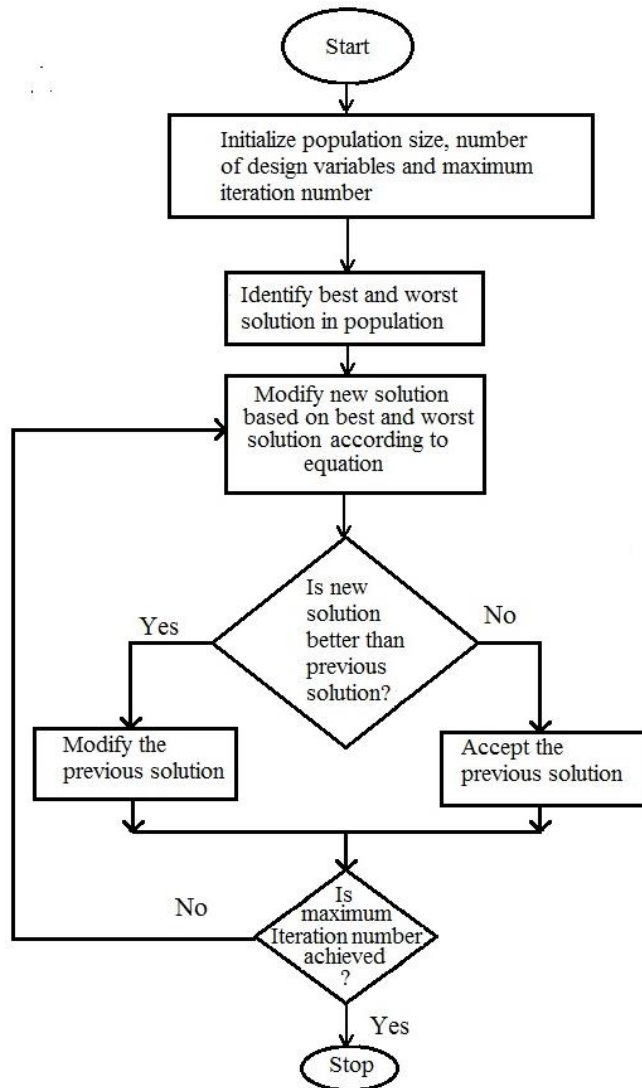 Start
Initialize population size, number
of design variables and maximum
iteration number
Identify best and worst
solution in population
Modify new solution
based on best and worst
solution according to
equation
Is new
solution
better than
previous
solution?
Yes
No
Modify the
previous solution
Accept the
previous solution
Is
maximum
Iteration number
achieved
?
No
Yes
Stop